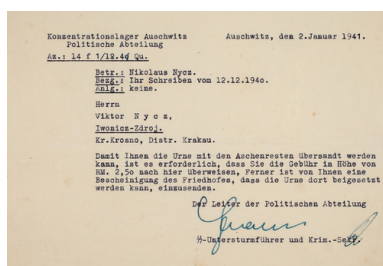 Konzentrationslager Auschwitz Auschwitz, den 2.Januar 1941.
Politische Abteilung
Az.: 14 f 1/12.40 Qu.
Betr.: Nikolaus Nycz.
Bezg.: Ihr Schreiben vom 12.12.194o.
Anlg.: keine.
Herrn
Viktor N y c z,
Iwonicz-Zdroj.
Kr.Krosno, Distr. Krakau.
Damit Ihnen die Urne mit den Aschenresten übersandt werden
kann, ist es erforderlich, dass Sie die Gebühr in Höhe von
RM. 2,5o nach hier überweisen, Ferner ist von Ihnen eine
Bescheinigung des Friedhofes, dass die Urne dort beigesetzt
werden kann, einzusenden.
Der Leiter der Politischen Abteilung
ᛋᛋ-Untersturmführer und Krim.-Sekr.